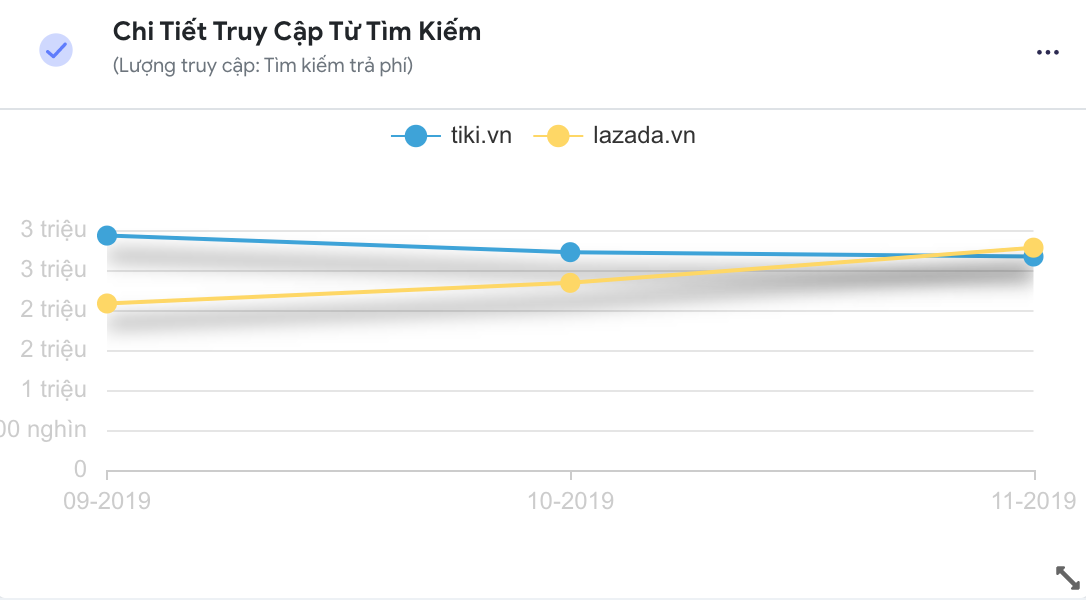 Chi Tiết Truy Cập Từ Tìm Kiếm
(Lượng truy cập: Tìm kiếm trả phí)
tiki.vn lazada.vn
3 triệu
3 triệu
2 triệu
2 triệu
1 triệu
00 nghìn
0
09-2019 10-2019 11-2019